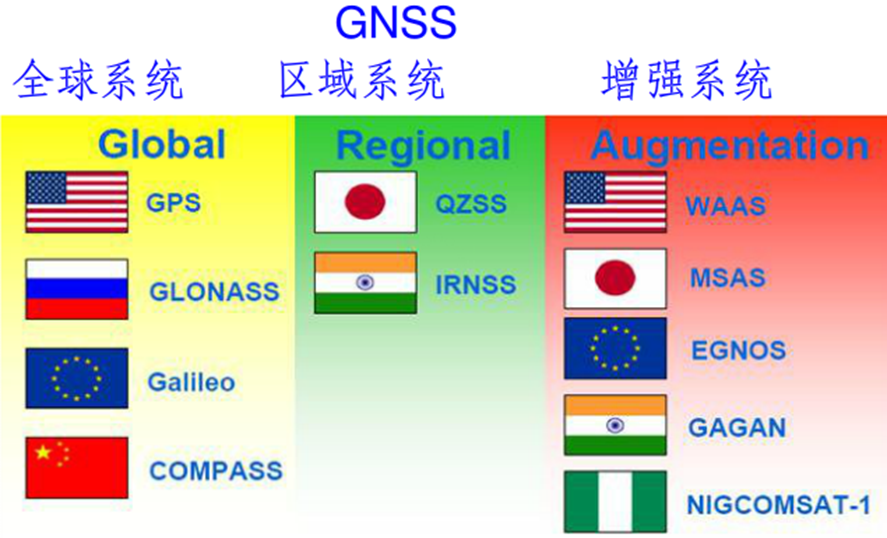 GNSS
全球系统 区域系统 增强系统
Global Regional Augmentation
GPS QZSS WAAS
GLONASS IRNSS MSAS
Galileo EGNOS
COMPASS GAGAN
NIGCOMSAT-1